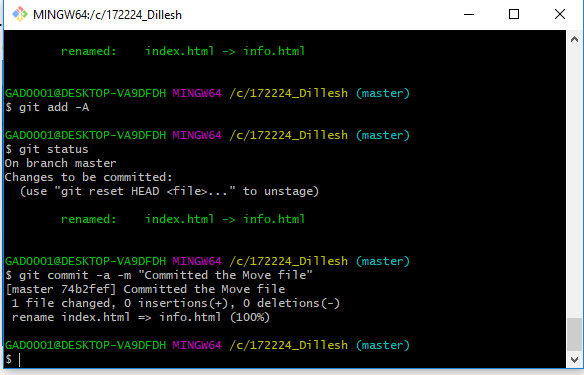 MINGW64:/c/172224_Dillesh
renamed:    index.html -> info.html
GAD0001@DESKTOP-VA9DFDH MINGW64 /c/172224_Dillesh (master)
$ git add -A
GAD0001@DESKTOP-VA9DFDH MINGW64 /c/172224_Dillesh (master)
$ git status
On branch master
Changes to be committed:
  (use "git reset HEAD <file>..." to unstage)
        renamed:    index.html -> info.html
GAD0001@DESKTOP-VA9DFDH MINGW64 /c/172224_Dillesh (master)
$ git commit -a -m "Committed the Move file"
[master 74b2fef] Committed the Move file
 1 file changed, 0 insertions(+), 0 deletions(-)
 rename index.html => info.html (100%)
GAD0001@DESKTOP-VA9DFDH MINGW64 /c/172224_Dillesh (master)
$